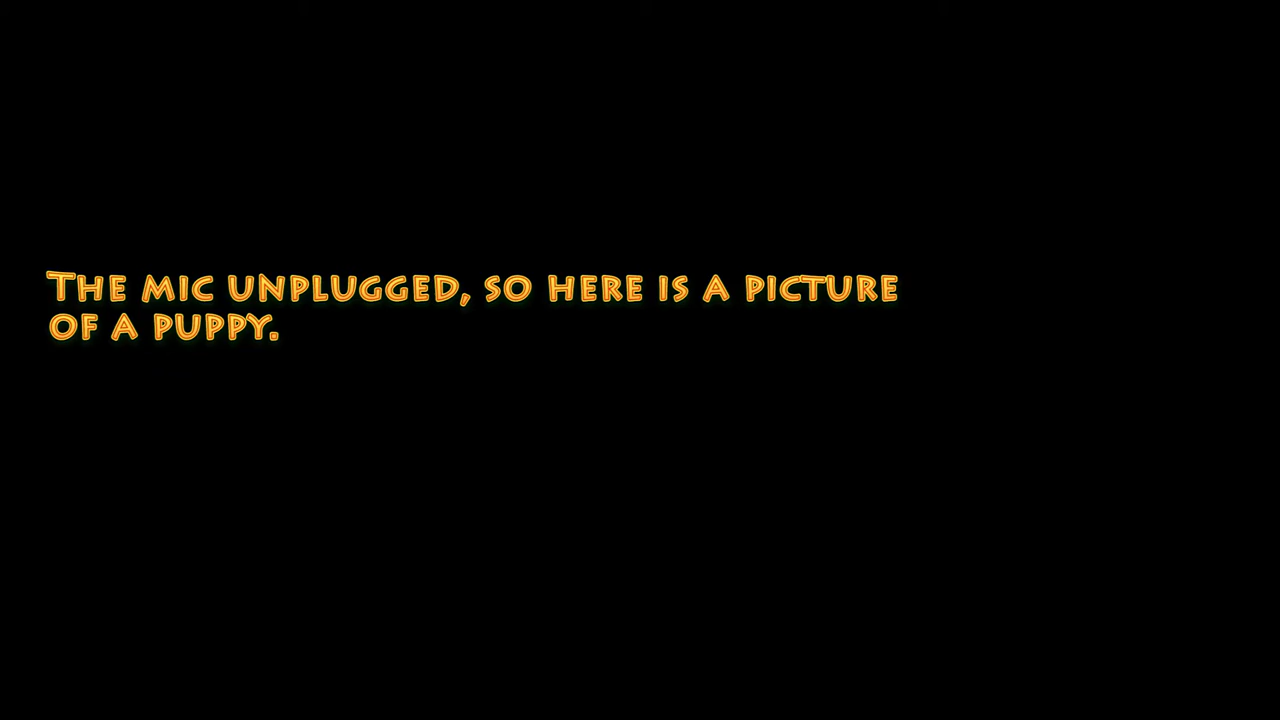 The mic unplugged, so here is a picture
of a puppy.